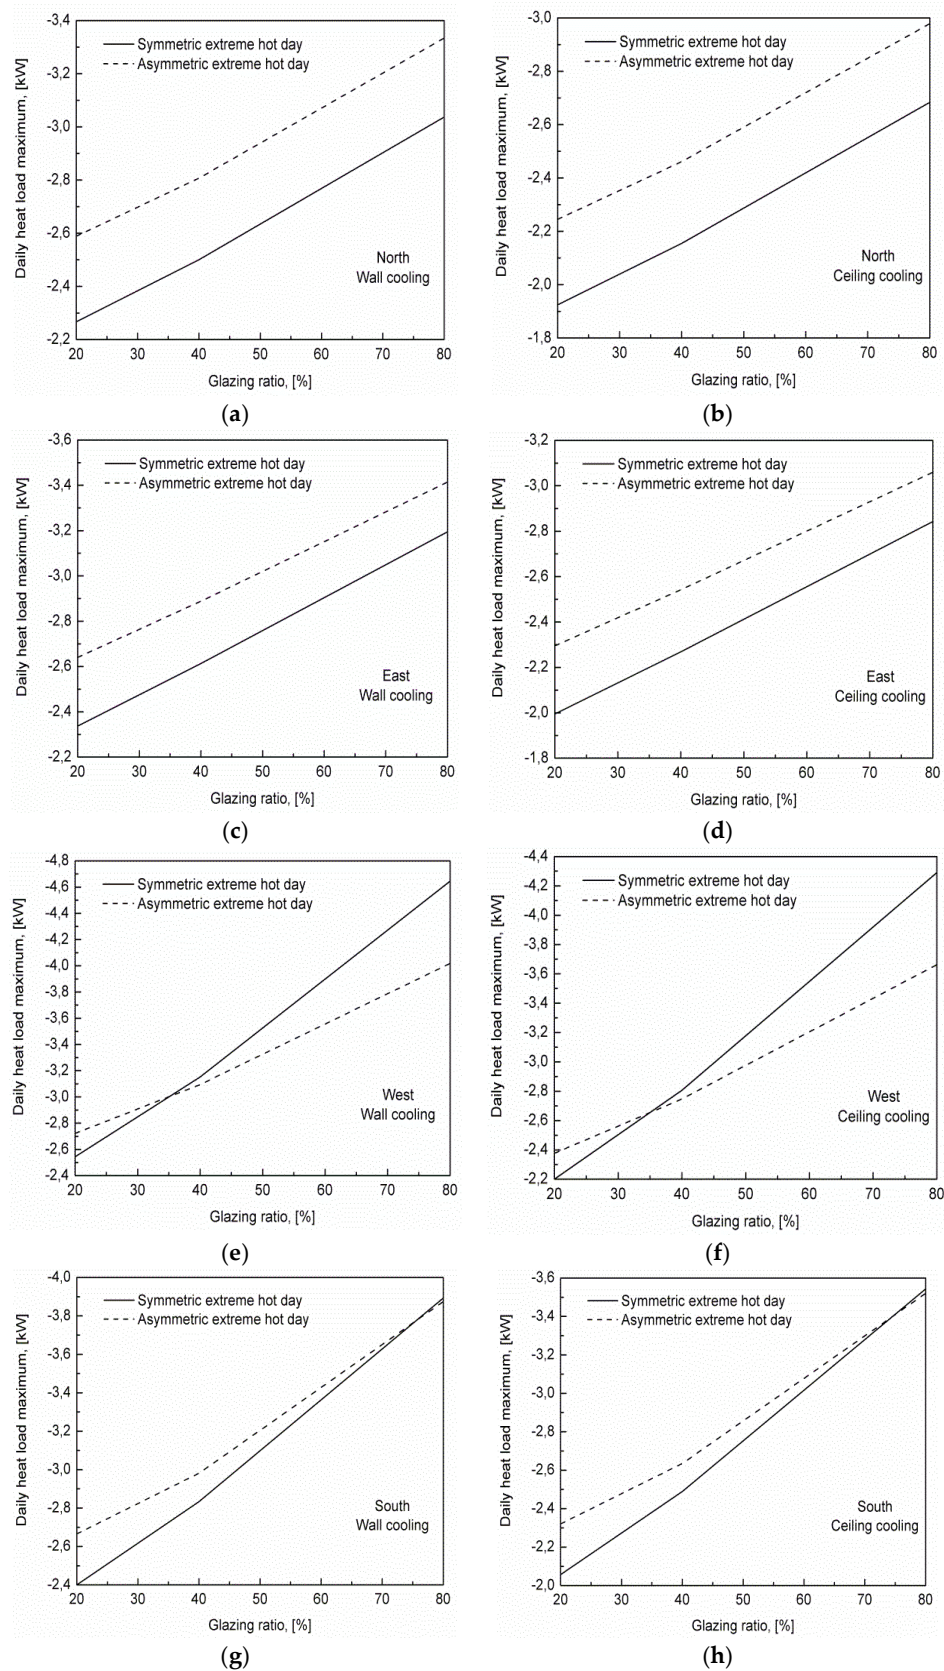 Daily heat load maximum, [kW]
-3,4
-3,2
-3,0
-2,8
-2,6
-2,4
-2,2
Symmetric extreme hot day
Asymmetric extreme hot day
North
Wall cooling
20 30 40 50 60 70 80
Glazing ratio, [%]
(a)
Daily heat load maximum, [kW]
-3,0
-2,8
-2,6
-2,4
-2,2
-2,0
-1,8
Symmetric extreme hot day
Asymmetric extreme hot day
North
Ceiling cooling
20 30 40 50 60 70 80
Glazing ratio, [%]
(b)
Daily heat load maximum, [kW]
-3,6
-3,4
-3,2
-3,0
-2,8
-2,6
-2,4
-2,2
Symmetric extreme hot day
Asymmetric extreme hot day
East
Wall cooling
20 30 40 50 60 70 80
Glazing ratio, [%]
(c)
Daily heat load maximum, [kW]
-3,2
-3,0
-2,8
-2,6
-2,4
-2,2
-2,0
-1,8
Symmetric extreme hot day
Asymmetric extreme hot day
East
Ceiling cooling
20 30 40 50 60 70 80
Glazing ratio, [%]
(d)
Daily heat load maximum, [kW]
-4,8
-4,6
-4,4
-4,2
-4,0
-3,8
-3,6
-3,4
-3,2
-3,0
-2,8
-2,6
-2,4
Symmetric extreme hot day
Asymmetric extreme hot day
West
Wall cooling
20 30 40 50 60 70 80
Glazing ratio, [%]
(e)
Daily heat load maximum, [kW]
-4,4
-4,2
-4,0
-3,8
-3,6
-3,4
-3,2
-3,0
-2,8
-2,6
-2,4
-2,2
Symmetric extreme hot day
Asymmetric extreme hot day
West
Ceiling cooling
20 30 40 50 60 70 80
Glazing ratio, [%]
(f)
Daily heat load maximum, [kW]
-4,0
-3,8
-3,6
-3,4
-3,2
-3,0
-2,8
-2,6
-2,4
Symmetric extreme hot day
Asymmetric extreme hot day
South
Wall cooling
20 30 40 50 60 70 80
Glazing ratio, [%]
(g)
Daily heat load maximum, [kW]
-3,6
-3,4
-3,2
-3,0
-2,8
-2,6
-2,4
-2,2
-2,0
Symmetric extreme hot day
Asymmetric extreme hot day
South
Ceiling cooling
20 30 40 50 60 70 80
Glazing ratio, [%]
(h)